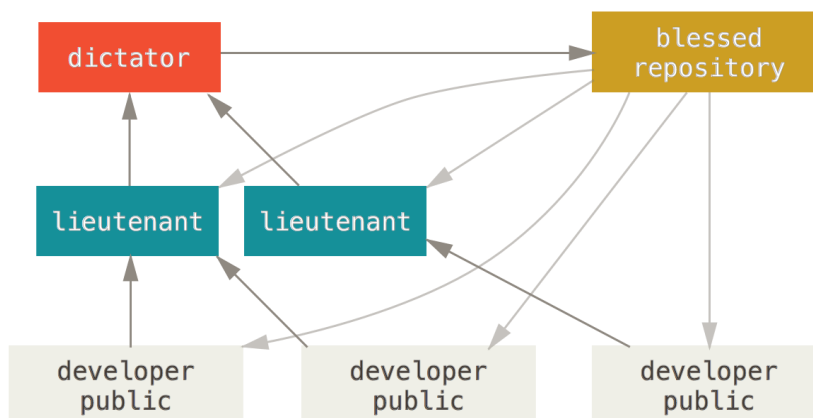 dictator
blessed
repository
lieutenant
lieutenant
developer
public
developer
public
developer
public